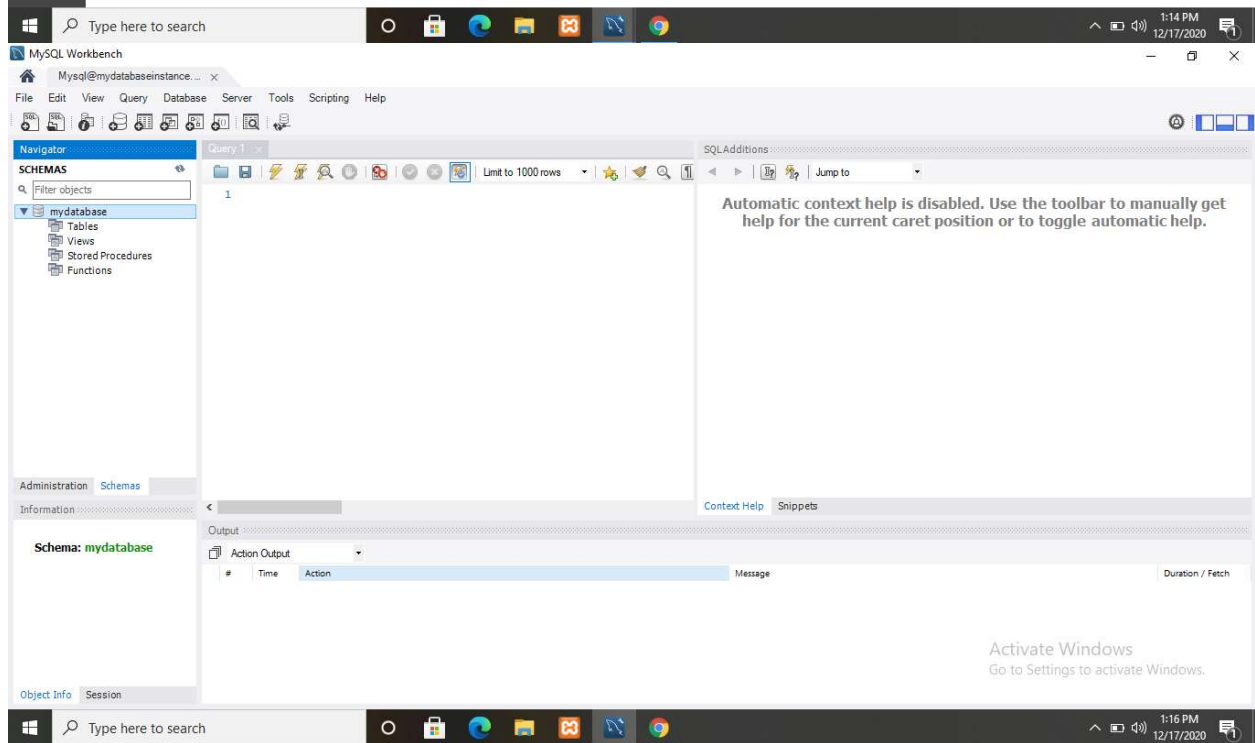 Type here to search
1:14 PM
12/17/2020
MySQL Workbench
Mysql@mydatabaseinstance....
File Edit View Query Database Server Tools Scripting Help
Navigator
SCHEMAS
Filter objects
mydatabase
Tables
Views
Stored Procedures
Functions
Administration Schemas
Information
Schema: mydatabase
Object Info Session
Query 1
Limit to 1000 rows
1
SQLAdditions
Jump to
Automatic context help is disabled. Use the toolbar to manually get
help for the current caret position or to toggle automatic help.
Context Help Snippets
Output
Action Output
# Time Action Message Duration / Fetch
Activate Windows
Go to Settings to activate Windows.
Type here to search
1:16 PM
12/17/2020